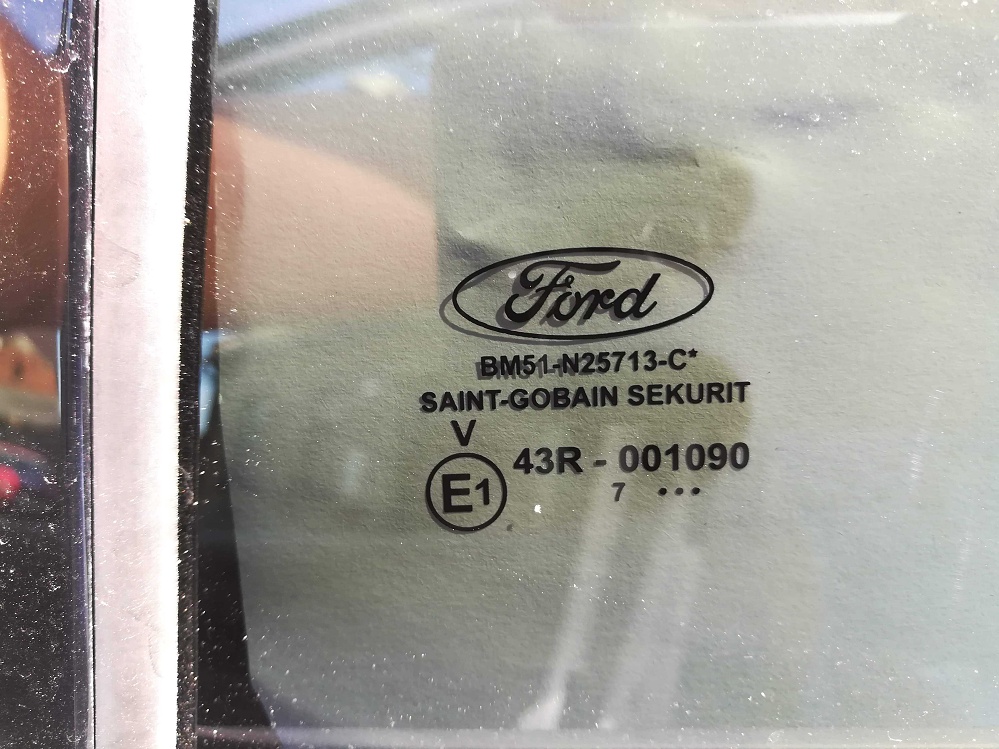 Ford
BM51-N25713-C*
SAINT-GOBAIN SEKURIT
V
E1 43R - 001090
7 •••